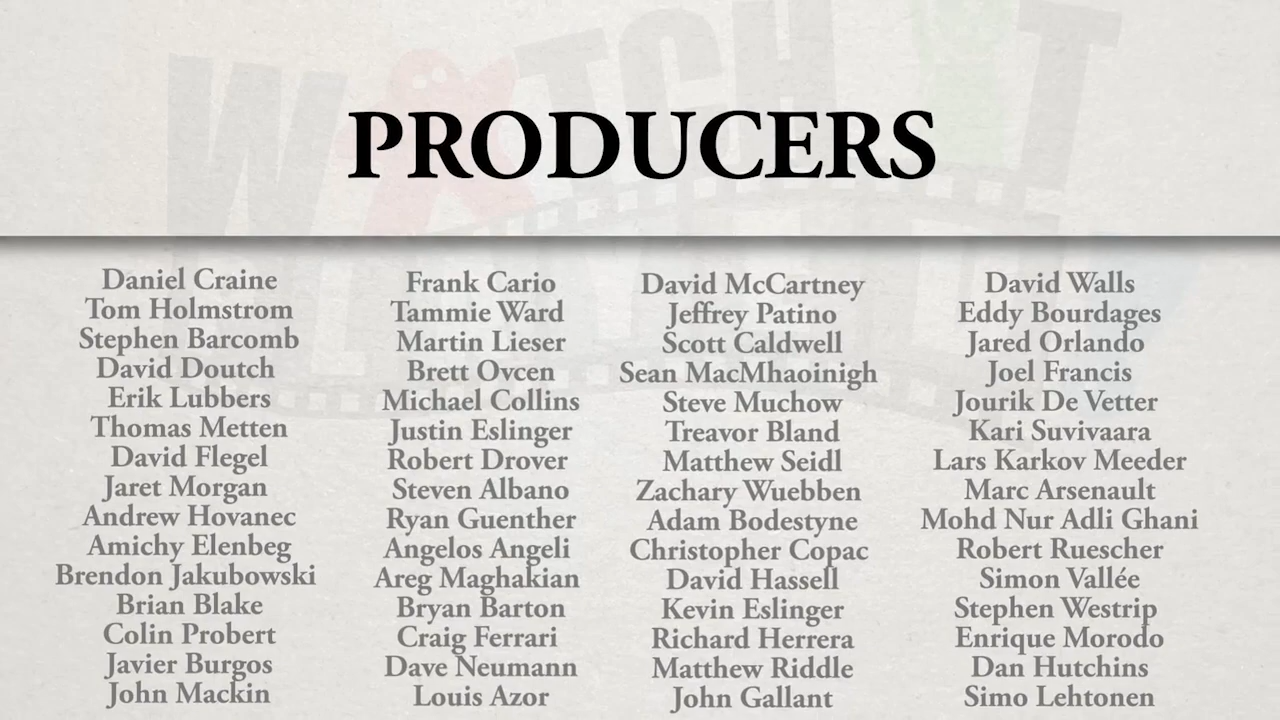 WATCH IT
PRODUCERS
Daniel Craine
Tom Holmstrom
Stephen Barcomb
David Doutch
Erik Lubbers
Thomas Metten
David Flegel
Jaret Morgan
Andrew Hovanec
Amichy Elenbeg
Brendon Jakubowski
Brian Blake
Colin Probert
Javier Burgos
John Mackin
Frank Cario
Tammie Ward
Martin Lieser
Brett Ovcen
Michael Collins
Justin Eslinger
Robert Drover
Steven Albano
Ryan Guenther
Angelos Angeli
Areg Maghakian
Bryan Barton
Craig Ferrari
Dave Neumann
Louis Azor
David McCartney
Jeffrey Patino
Scott Caldwell
Sean MacMhaoinigh
Steve Muchow
Treavor Bland
Matthew Seidl
Zachary Wuebben
Adam Bodestyne
Christopher Copac
David Hassell
Kevin Eslinger
Richard Herrera
Matthew Riddle
John Gallant
David Walls
Eddy Bourdages
Jared Orlando
Joel Francis
Jourik De Vetter
Kari Suvivaara
Lars Karkov Meeder
Marc Arsenault
Mohd Nur Adli Ghani
Robert Ruescher
Simon Vallée
Stephen Westrip
Enrique Morodo
Dan Hutchins
Simo Lehtonen